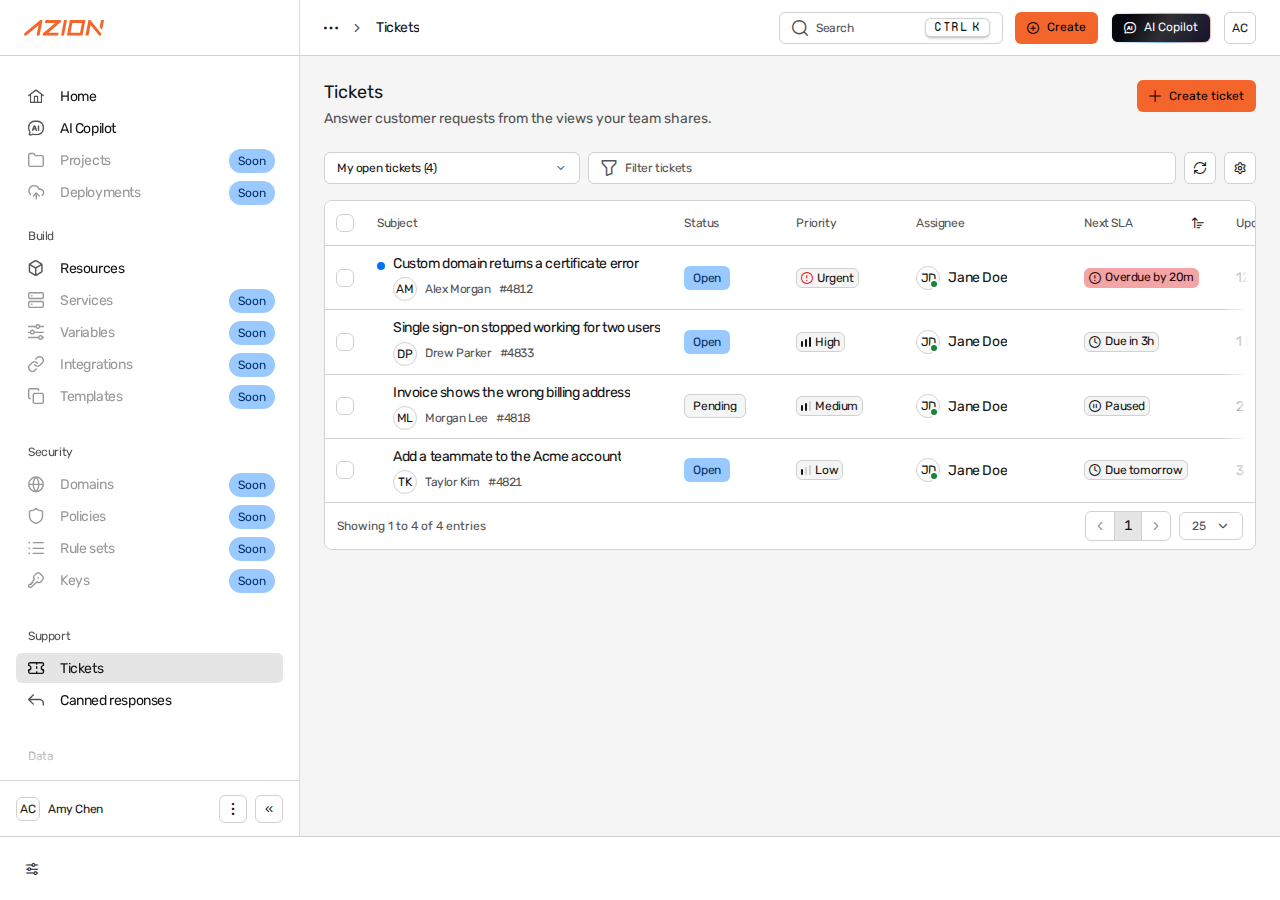 AZION
Tickets
Search
CTRL K
Create
AI Copilot
AC
Home
AI Copilot
Projects
Soon
Deployments
Soon
Build
Resources
Services
Soon
Variables
Soon
Integrations
Soon
Templates
Soon
Security
Domains
Soon
Policies
Soon
Rule sets
Soon
Keys
Soon
Support
Tickets
Canned responses
Data
AC
Amy Chen
Tickets
Answer customer requests from the views your team shares.
Create ticket
My open tickets (4)
Filter tickets
Subject
Status
Priority
Assignee
Next SLA
Custom domain returns a certificate error
AM Alex Morgan #4812
Open
Urgent
Jane Doe
Overdue by 20m
Single sign-on stopped working for two users
DP Drew Parker #4833
Open
High
Jane Doe
Due in 3h
Invoice shows the wrong billing address
ML Morgan Lee #4818
Pending
Medium
Jane Doe
Paused
Add a teammate to the Acme account
TK Taylor Kim #4821
Open
Low
Jane Doe
Due tomorrow
Showing 1 to 4 of 4 entries
1
25